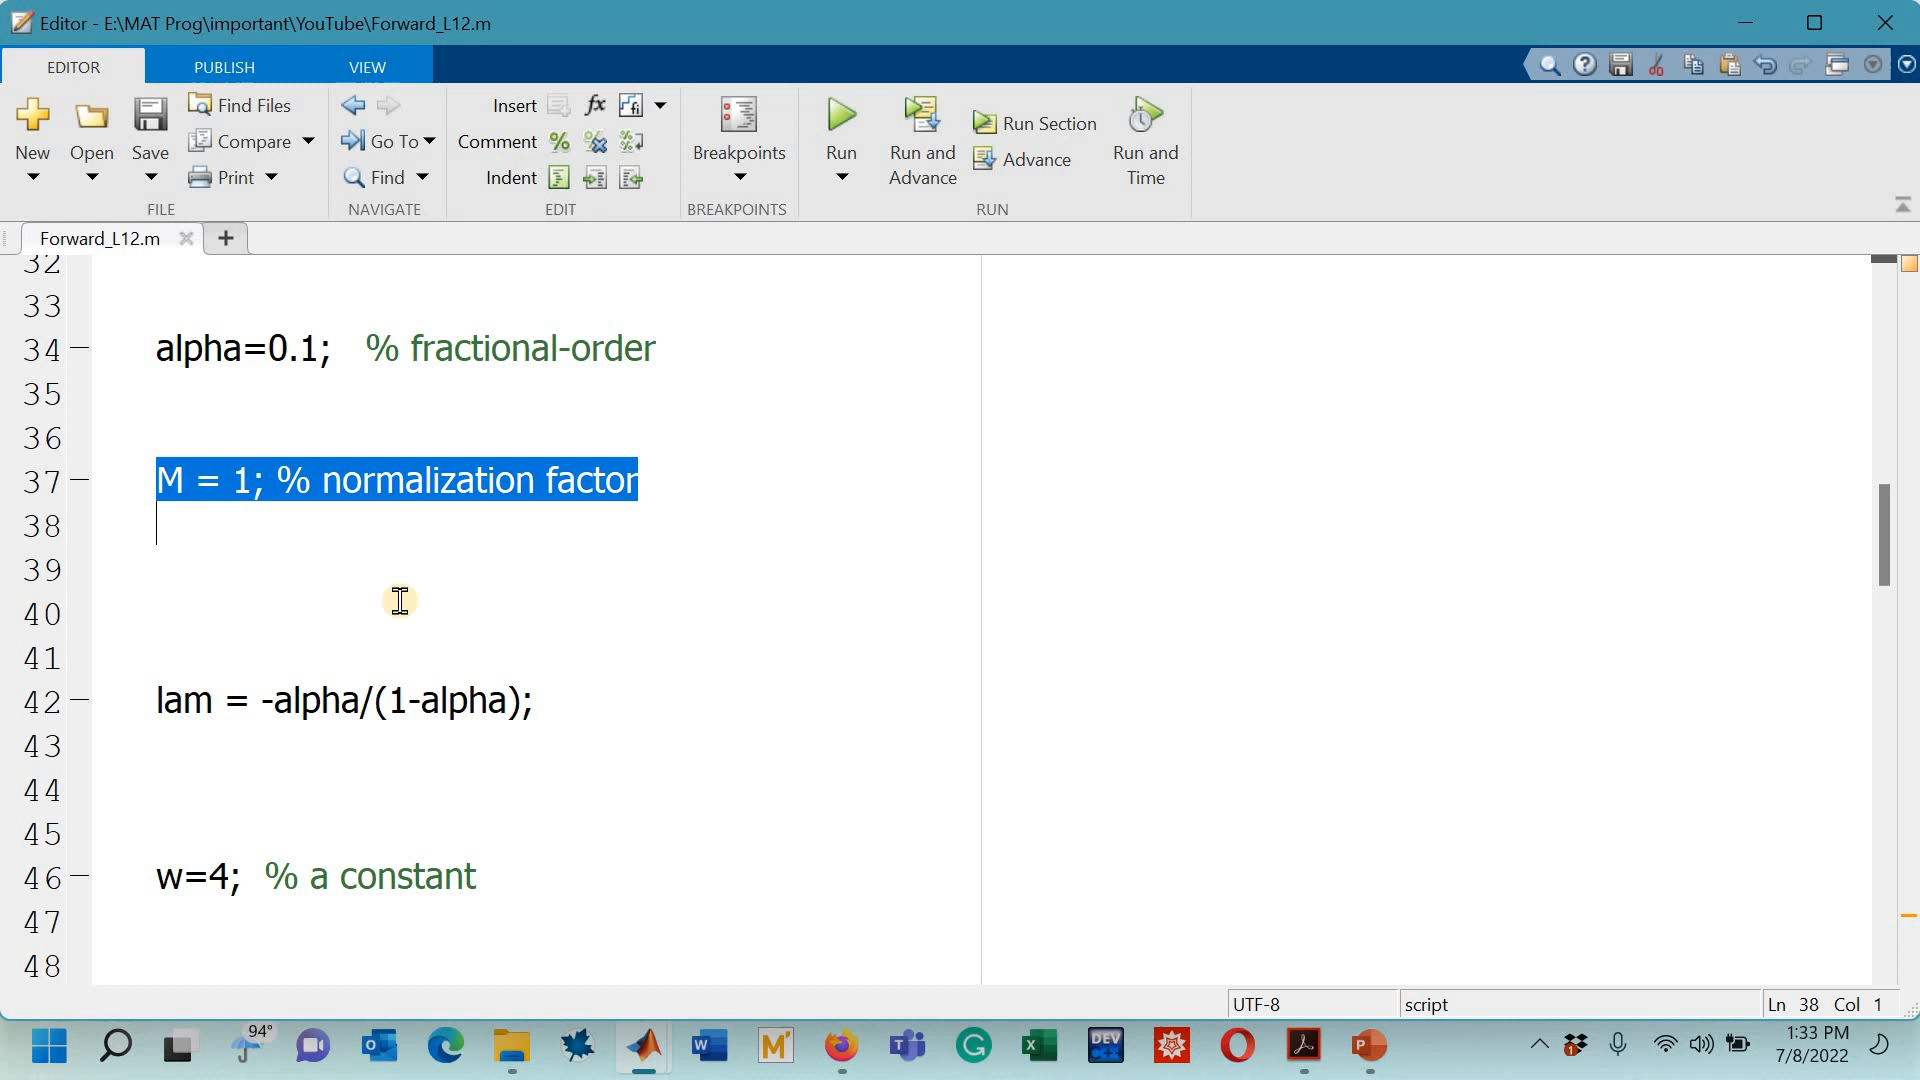 Editor - E:\MAT Prog\important\YouTube\Forward_L12.m
EDITOR PUBLISH VIEW
New
Open
Save
Find Files
Compare
Print
FILE
Go To
Find
NAVIGATE
Insert fx fi
Comment % % %
Indent
EDIT
Breakpoints
BREAKPOINTS
Run
Run and Advance
Run Section
Advance
Run and Time
RUN
Forward_L12.m
32
33
34 alpha=0.1; % fractional-order
35
36
37 M = 1; % normalization factor
38
39
40
41
42 lam = -alpha/(1-alpha);
43
44
45
46 w=4; % a constant
47
48
UTF-8 script Ln 38 Col 1
94°
DEV C++
1:33 PM
7/8/2022